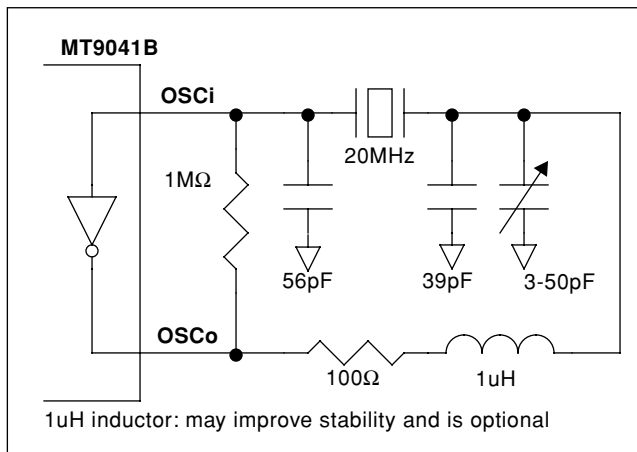 MT9041B
OSCi
20MHz
1MΩ
56pF
39pF
3-50pF
OSCo
100Ω
1uH
1uH inductor: may improve stability and is optional